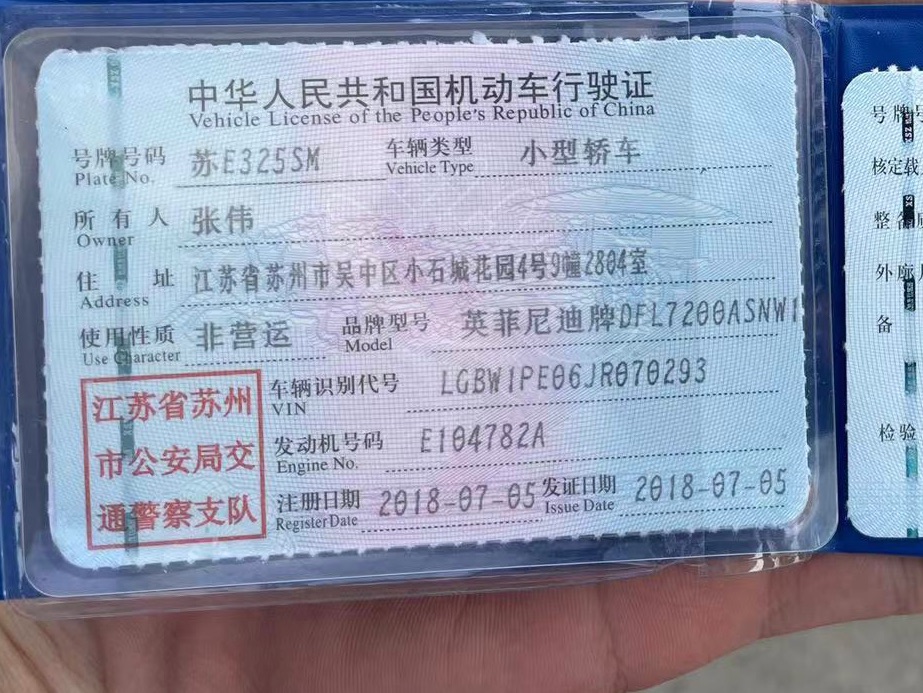 中华人民共和国机动车行驶证
Vehicle License of the People's Republic of China
号牌号码 苏E325SM 车辆类型 小型轿车
Plate No. Vehicle Type
所有人 张伟
Owner
住址 江苏省苏州市吴中区小石城花园4号9幢2804室
Address
使用性质 非营运 品牌型号 英菲尼迪牌DFL7200ASNW1
Use Character Model
江苏省苏州
市公安局交
通警察支队
车辆识别代号 LGBW1PE06JR070293
VIN
发动机号码 E104782A
Engine No.
注册日期 2018-07-05 发证日期 2018-07-05
Register Date Issue Date
号牌号
核定载
整备质
外廓尺
备
检验